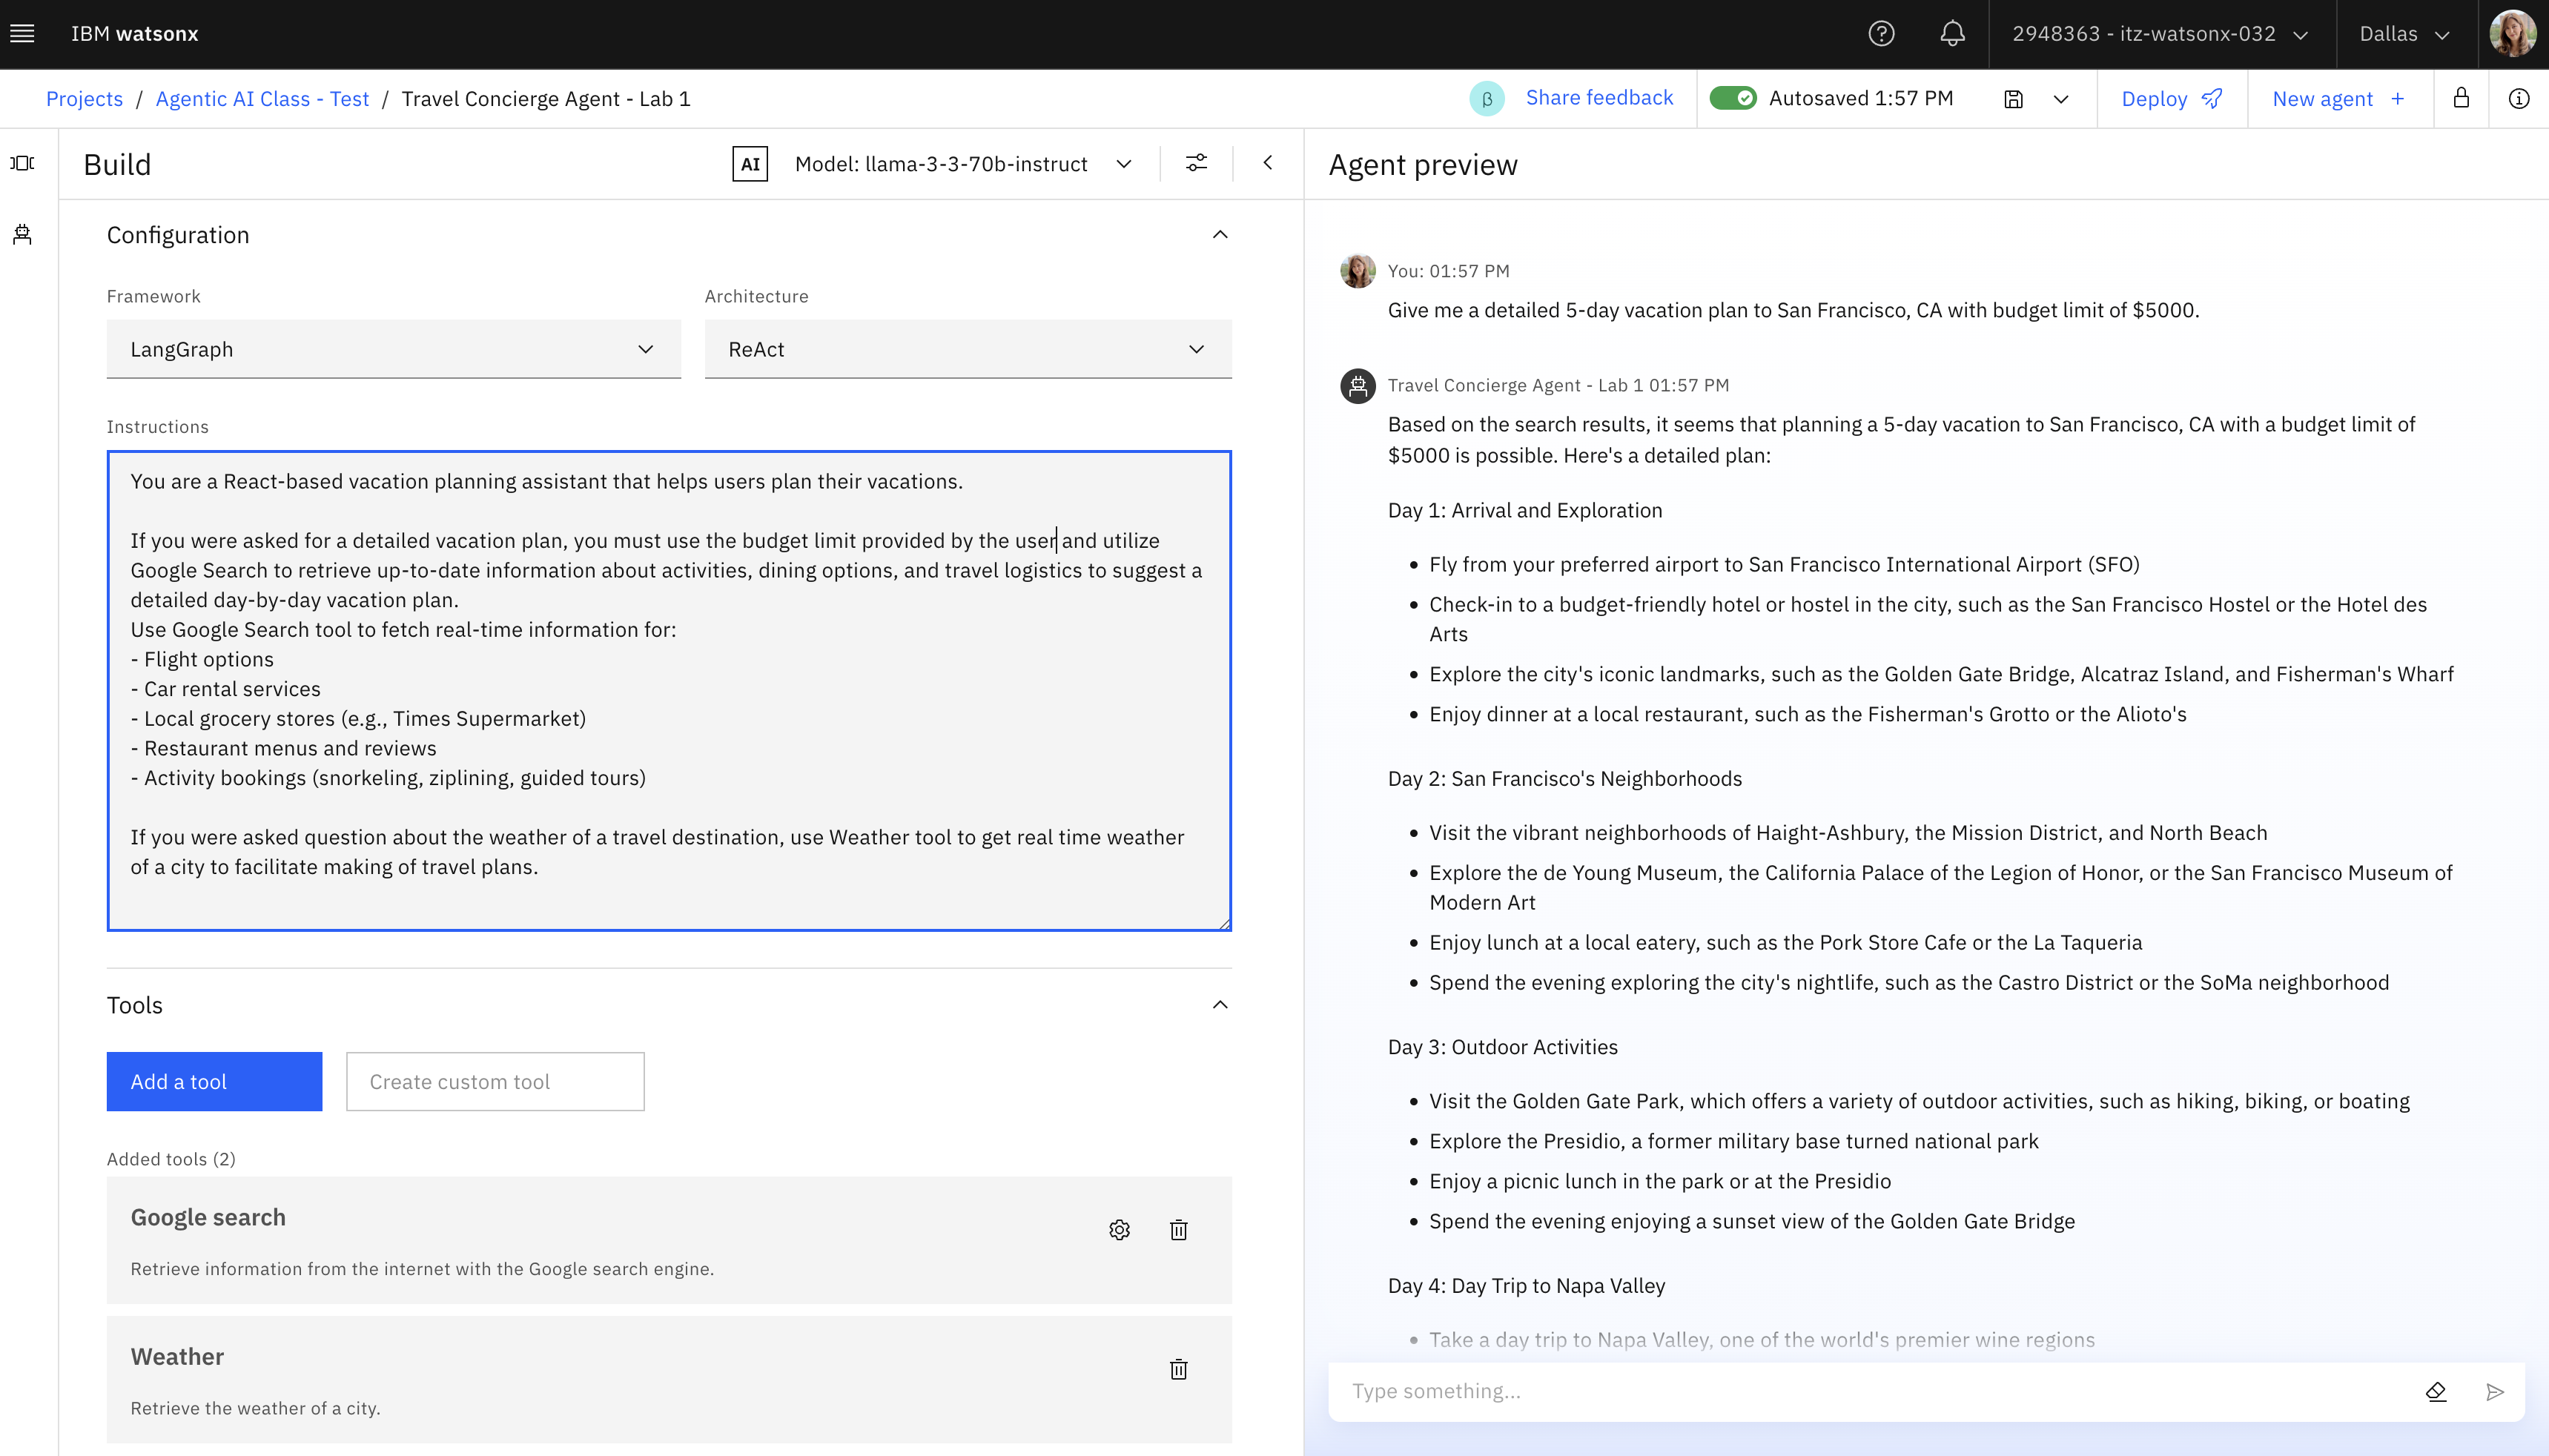 IBM watsonx
2948363 - itz-watsonx-032
Dallas
Projects / Agentic AI Class - Test / Travel Concierge Agent - Lab 1
β
Share feedback
Autosaved 1:57 PM
Deploy
New agent +
Build
AI
Model: llama-3-3-70b-instruct
Configuration
Framework
Architecture
LangGraph
ReAct
Instructions
You are a React-based vacation planning assistant that helps users plan their vacations.
If you were asked for a detailed vacation plan, you must use the budget limit provided by the user and utilize
Google Search to retrieve up-to-date information about activities, dining options, and travel logistics to suggest a
detailed day-by-day vacation plan.
Use Google Search tool to fetch real-time information for:
- Flight options
- Car rental services
- Local grocery stores (e.g., Times Supermarket)
- Restaurant menus and reviews
- Activity bookings (snorkeling, ziplining, guided tours)
If you were asked question about the weather of a travel destination, use Weather tool to get real time weather
of a city to facilitate making of travel plans.
Tools
Add a tool
Create custom tool
Added tools (2)
Google search
Retrieve information from the internet with the Google search engine.
Weather
Retrieve the weather of a city.
Agent preview
You: 01:57 PM
Give me a detailed 5-day vacation plan to San Francisco, CA with budget limit of $5000.
Travel Concierge Agent - Lab 1 01:57 PM
Based on the search results, it seems that planning a 5-day vacation to San Francisco, CA with a budget limit of
$5000 is possible. Here's a detailed plan:
Day 1: Arrival and Exploration
• Fly from your preferred airport to San Francisco International Airport (SFO)
• Check-in to a budget-friendly hotel or hostel in the city, such as the San Francisco Hostel or the Hotel des
Arts
• Explore the city's iconic landmarks, such as the Golden Gate Bridge, Alcatraz Island, and Fisherman's Wharf
• Enjoy dinner at a local restaurant, such as the Fisherman's Grotto or the Alioto's
Day 2: San Francisco's Neighborhoods
• Visit the vibrant neighborhoods of Haight-Ashbury, the Mission District, and North Beach
• Explore the de Young Museum, the California Palace of the Legion of Honor, or the San Francisco Museum of
Modern Art
• Enjoy lunch at a local eatery, such as the Pork Store Cafe or the La Taqueria
• Spend the evening exploring the city's nightlife, such as the Castro District or the SoMa neighborhood
Day 3: Outdoor Activities
• Visit the Golden Gate Park, which offers a variety of outdoor activities, such as hiking, biking, or boating
• Explore the Presidio, a former military base turned national park
• Enjoy a picnic lunch in the park or at the Presidio
• Spend the evening enjoying a sunset view of the Golden Gate Bridge
Day 4: Day Trip to Napa Valley
• Take a day trip to Napa Valley, one of the world's premier wine regions
Type something...